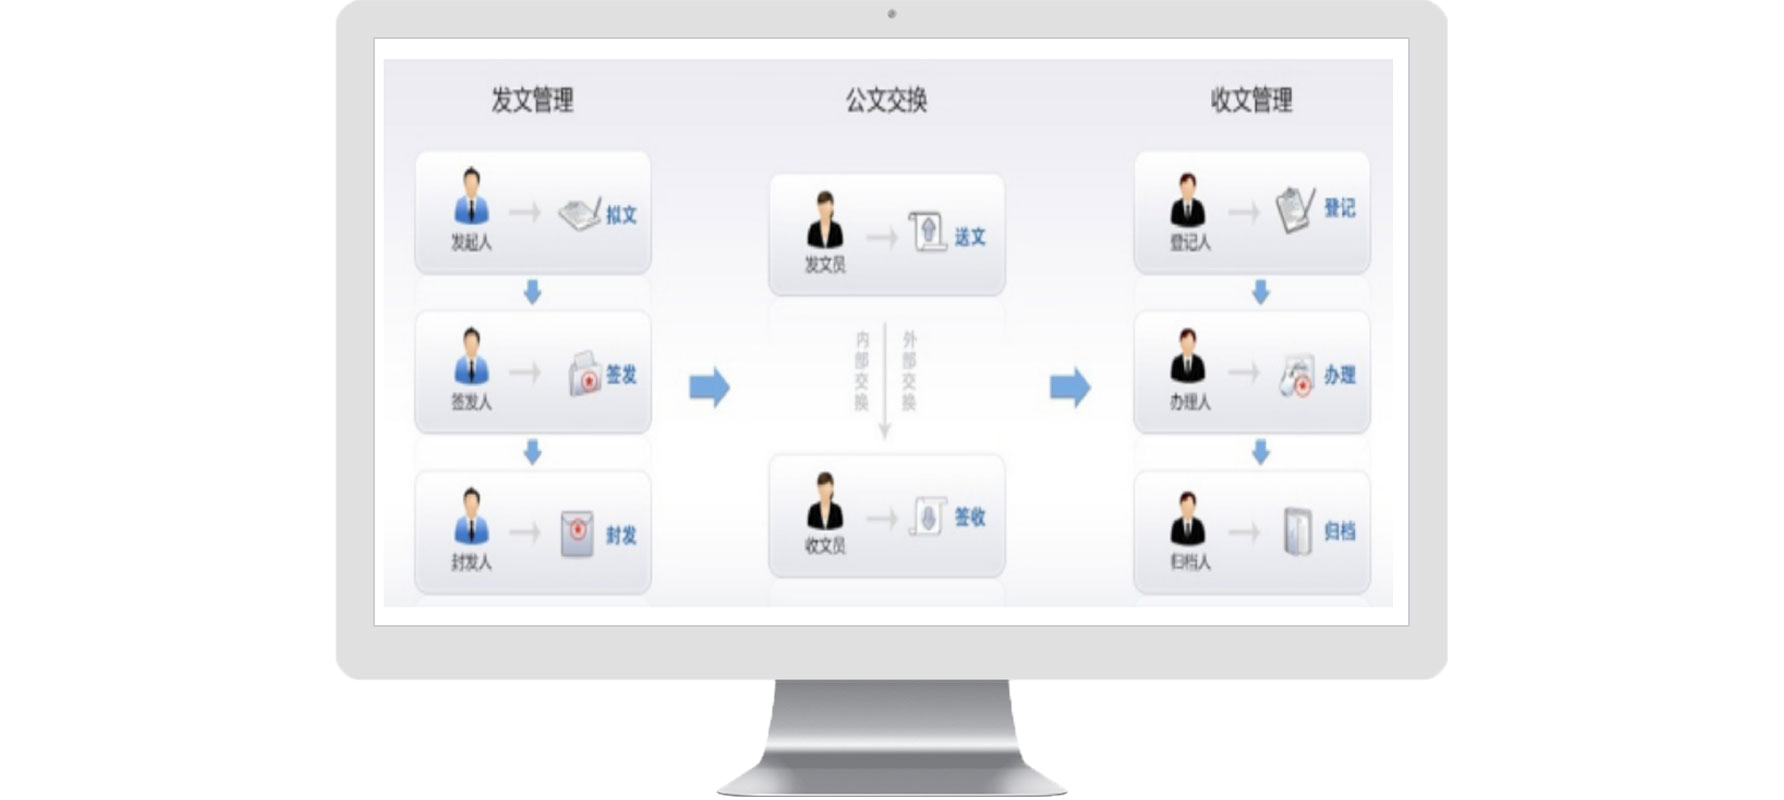 发文管理
发起人
拟文
签发人
签发
封发人
封发
公文交换
发文员
送文
内部交换
外部交换
收文员
签收
收文管理
登记人
登记
办理人
办理
归档人
归档